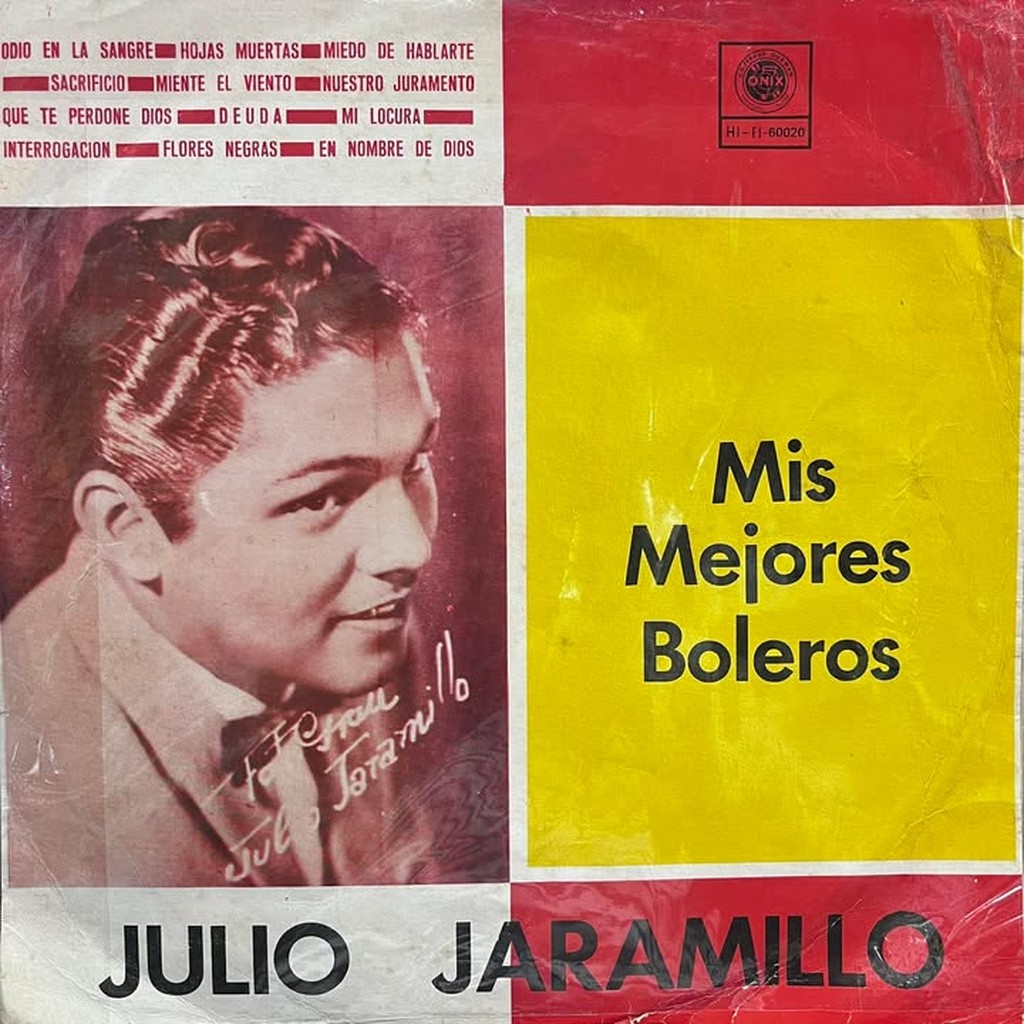 ODIO EN LA SANGRE HOJAS MUERTAS MIEDO DE HABLARTE
SACRIFICIO MIENTE EL VIENTO NUESTRO JURAMENTO
QUE TE PERDONE DIOS DEUDA MI LOCURA
INTERROGACION FLORES NEGRAS EN NOMBRE DE DIOS
ONIX
HI-FI-60020
Mis
Mejores
Boleros
Julio Jaramillo
JULIO JARAMILLO